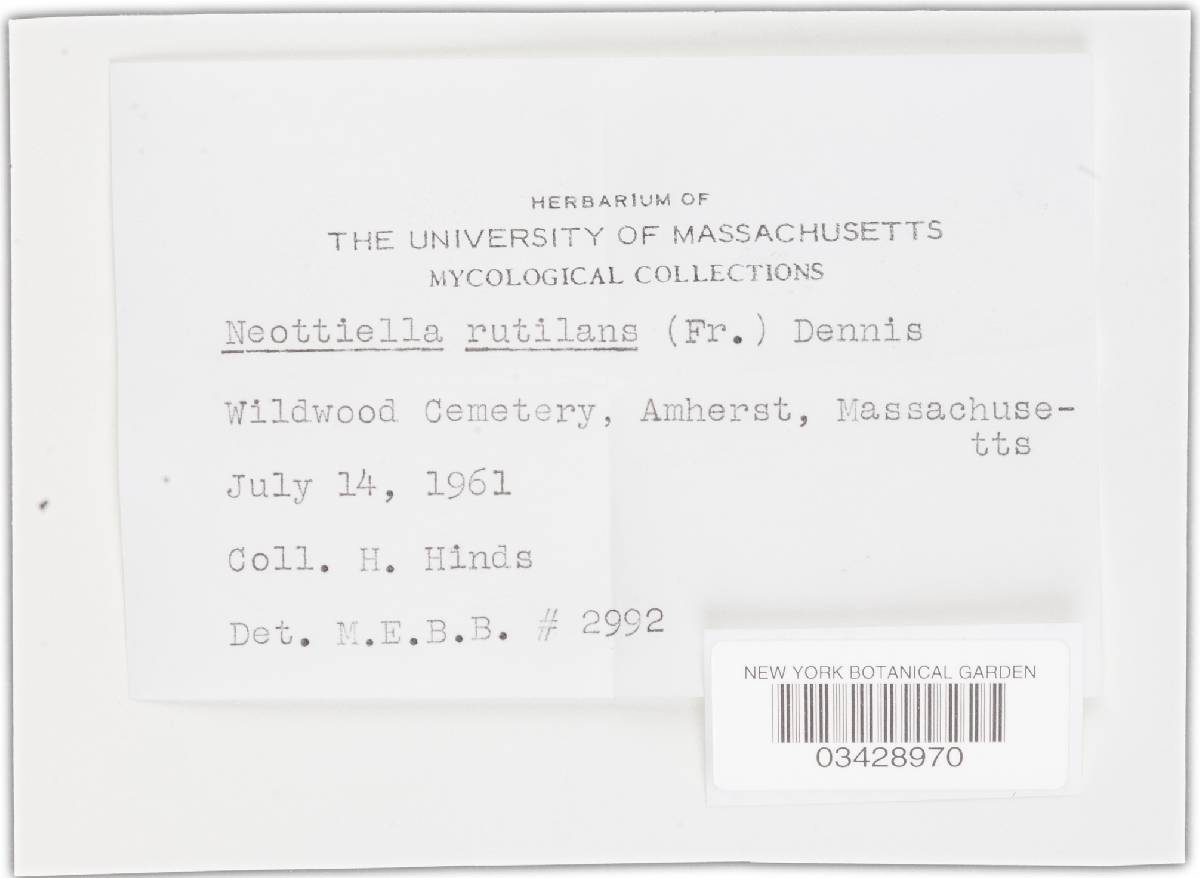 HERBARIUM OF
THE UNIVERSITY OF MASSACHUSETTS
MYCOLOGICAL COLLECTIONS
Neottiella rutilans (Fr.) Dennis
Wildwood Cemetery, Amherst, Massachuse-
tts
July 14, 1961
Coll. H. Hinds
Det. M.E.B.B. # 2992
NEW YORK BOTANICAL GARDEN
03428970